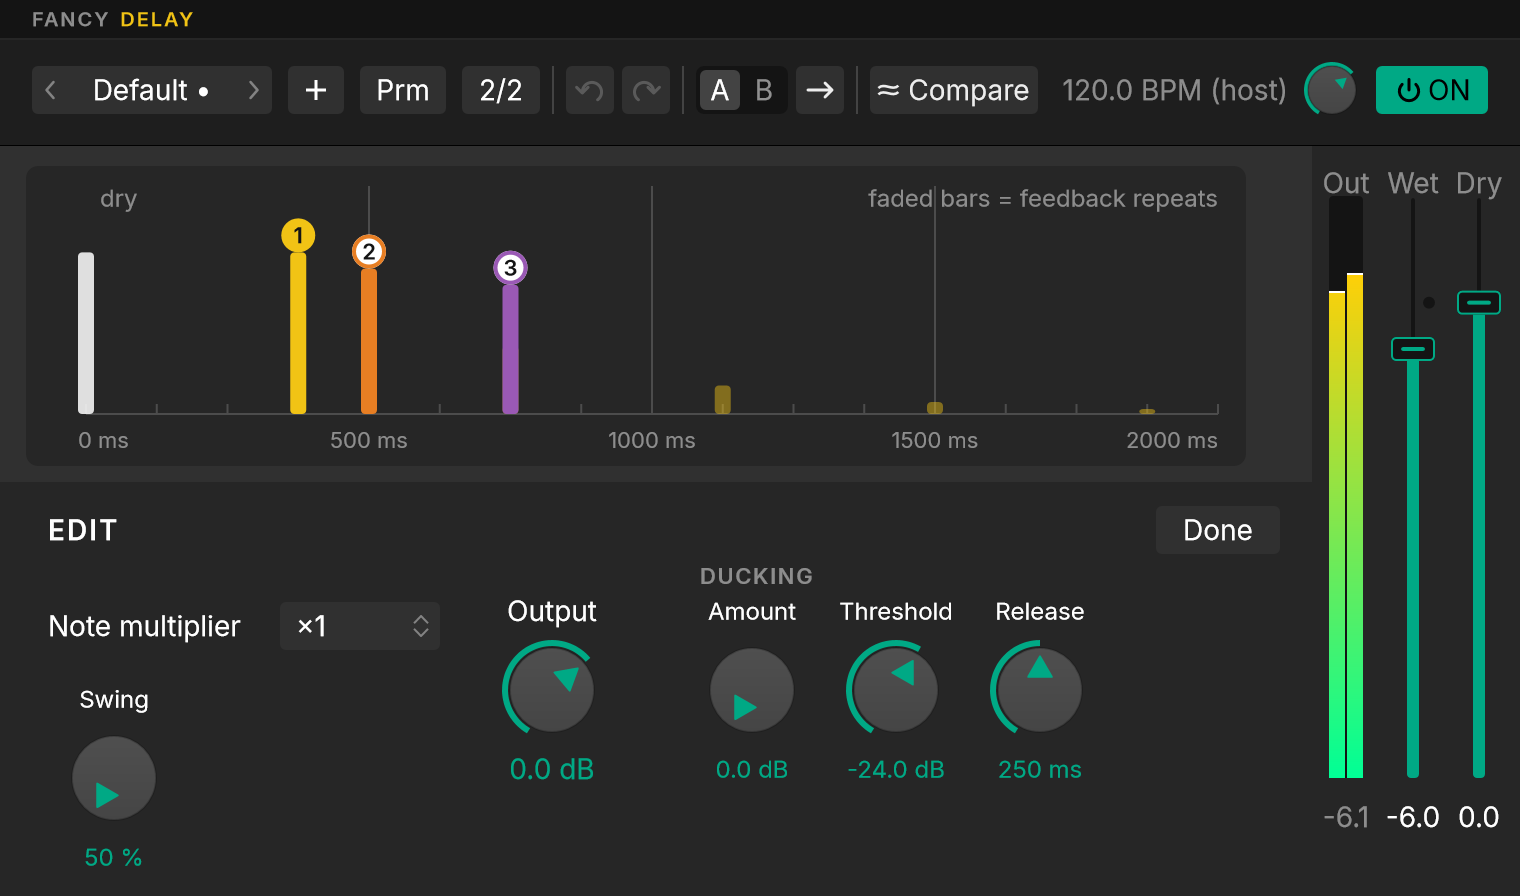 FANCY DELAY
Default •
+
Prm
2/2
A B
→
≈ Compare
120.0 BPM (host)
ON
dry
faded bars = feedback repeats
1
2
3
0 ms
500 ms
1000 ms
1500 ms
2000 ms
Out Wet Dry
EDIT
Done
DUCKING
Note multiplier
×1
Output
Amount
Threshold
Release
Swing
0.0 dB
0.0 dB
-24.0 dB
250 ms
50 %
-6.1 -6.0 0.0